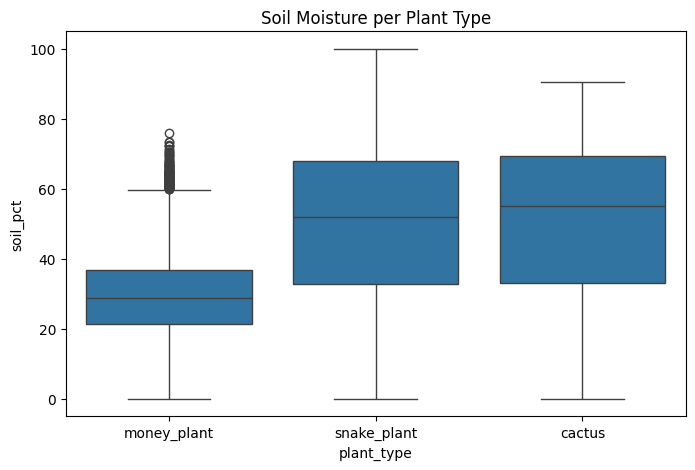 Soil Moisture per Plant Type
soil_pct
100
80
60
40
20
0
money_plant snake_plant cactus
plant_type